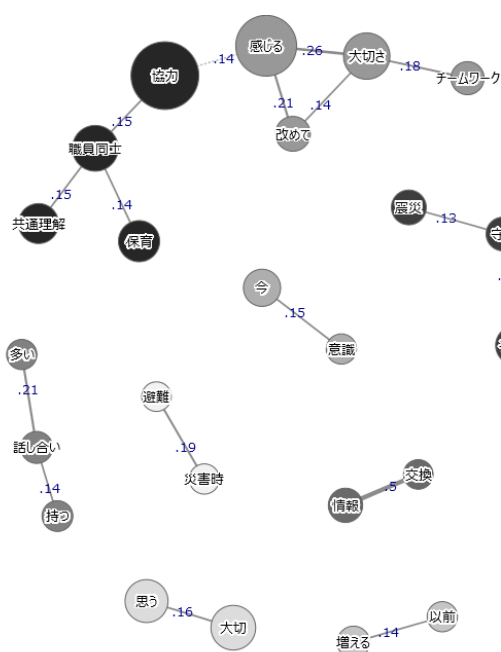 感じる
.26
大切さ
.14
協力
.18
チームワーク
.21
.14
.15
改めて
職員同士
.15
.14
共通理解
保育
震災
.13
今
.15
意識
多い
.21
避難
話し合い
.19
.14
災害時
交換
.5
情報
持つ
思う
.16
大切
以前
.14
増える